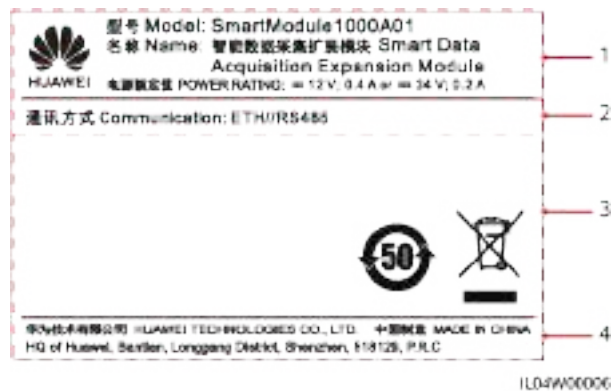 型号 Model: SmartModule1000A01
名称 Name: 智能数据采集扩展模块 Smart Data
Acquisition Expansion Module
HUAWEI
电源额定值 POWER RATING: ⎓ 12 V; 0.4 A or ⎓ 24 V; 0.2 A
1
通讯方式 Communication: ETH//RS485
2
3
50
华为技术有限公司 HUAWEI TECHNOLOGIES CO., LTD. 中国制造 MADE IN CHINA
HQ of Huawei, Bantian, Longgang District, Shenzhen, 518129, P.R.C
4
IL04W00006